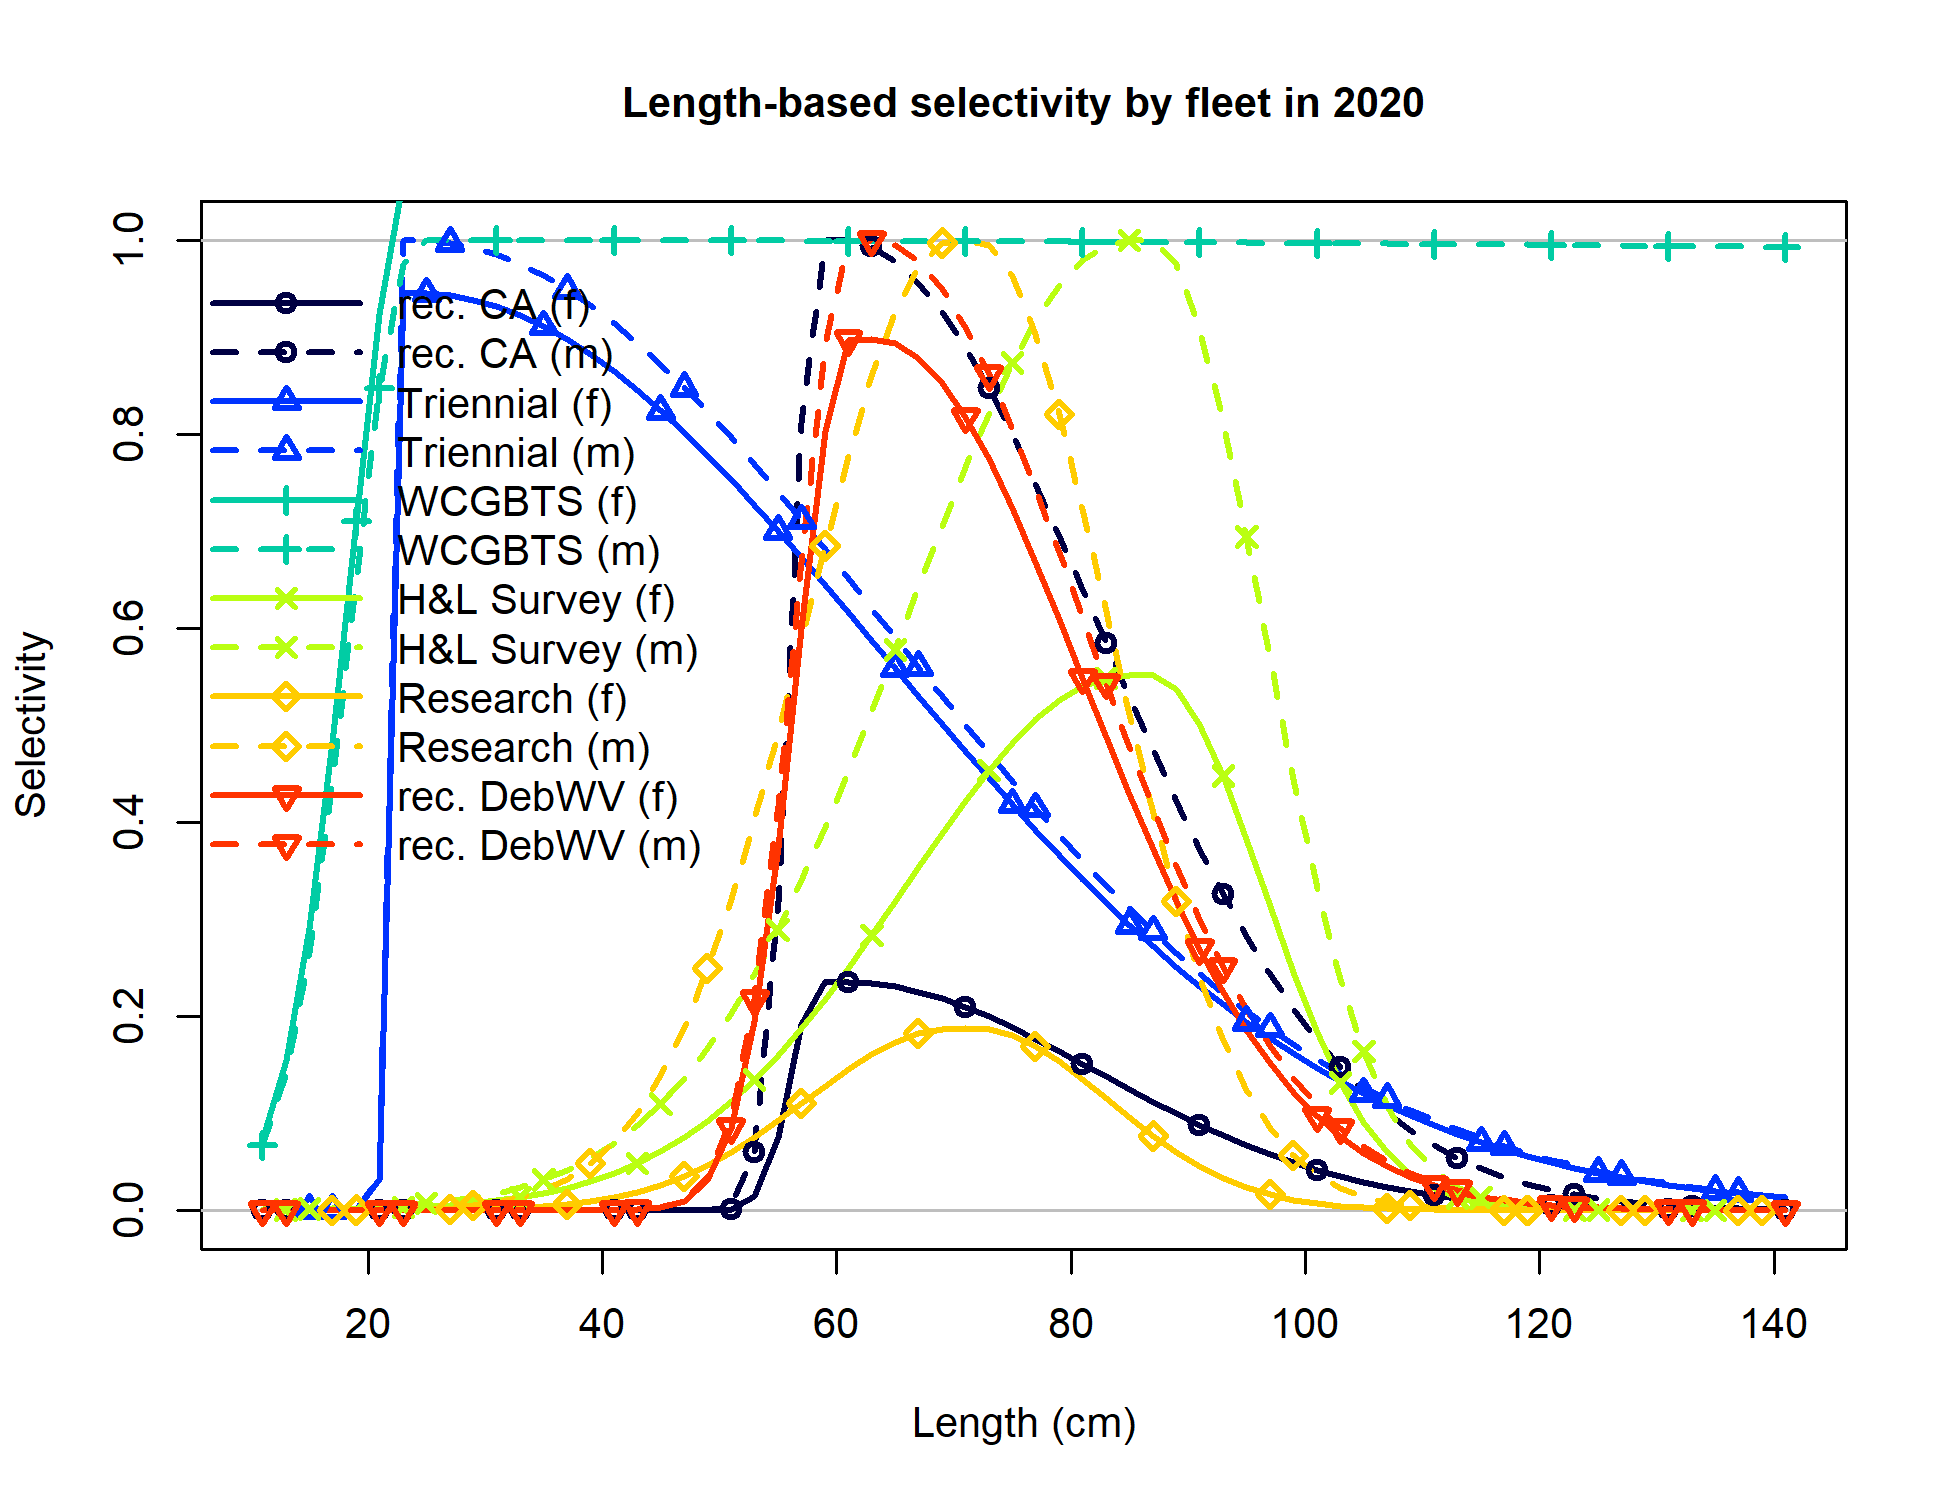 Length-based selectivity by fleet in 2020
Selectivity
1.0
0.8
0.6
0.4
0.2
0.0
rec. CA (f)
rec. CA (m)
Triennial (f)
Triennial (m)
WCGBTS (f)
WCGBTS (m)
H&L Survey (f)
H&L Survey (m)
Research (f)
Research (m)
rec. DebWV (f)
rec. DebWV (m)
20 40 60 80 100 120 140
Length (cm)